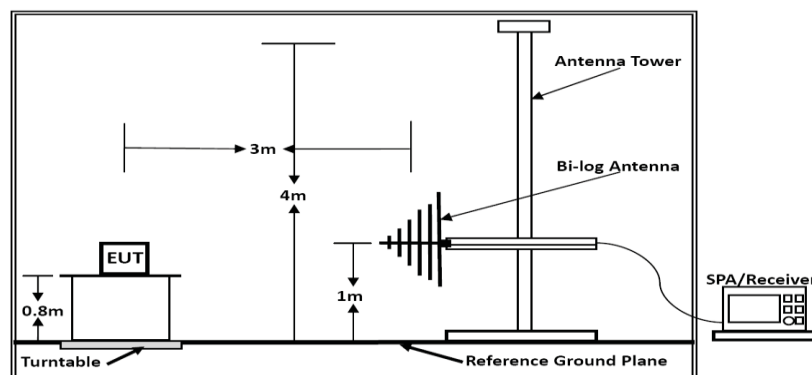 Antenna Tower
3m
Bi-log Antenna
4m
EUT
SPA/Receiver
0.8m
1m
Turntable
Reference Ground Plane